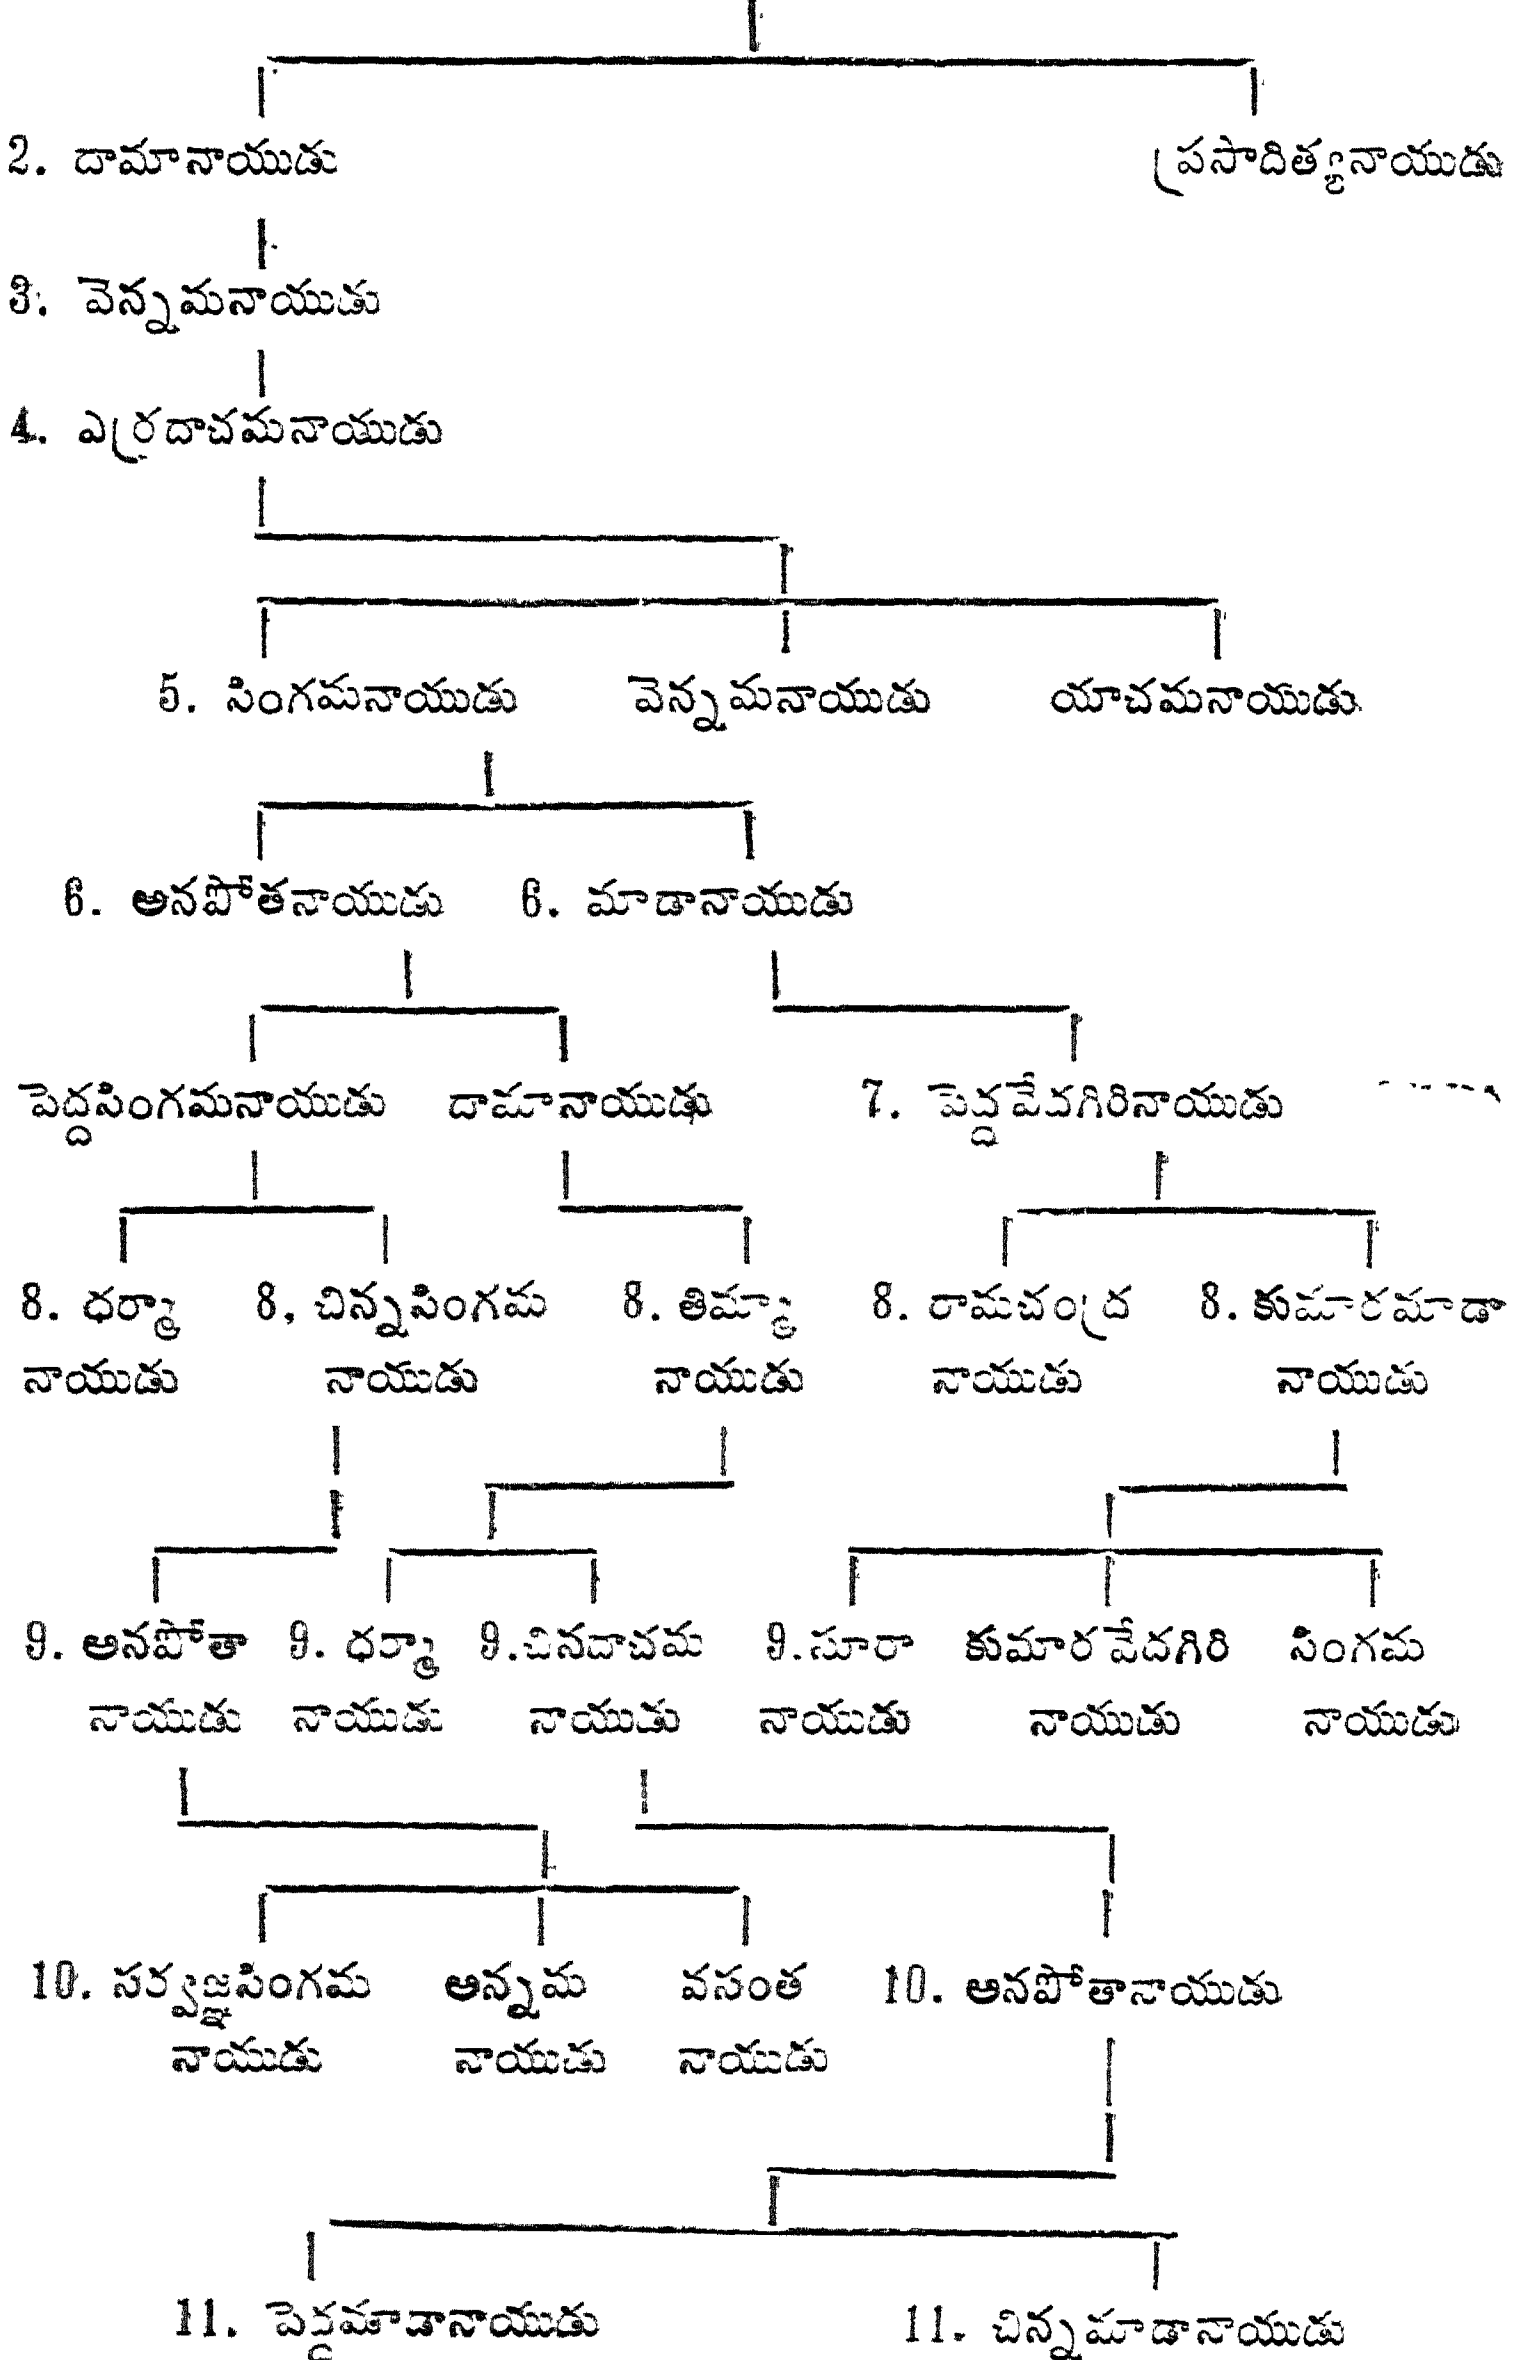 2. దామానాయుడు ప్రసాదిత్యనాయుడు
3. వెన్నమనాయుడు
4. ఎఱ్ఱదాచమనాయుడు
5. సింగమనాయుడు వెన్నమనాయుడు యాచమనాయుడు
6. అనపోతనాయుడు 6. మాడానాయుడు
పెద్దసింగమనాయుడు దామానాయుడు 7. పెద్దవేదగిరినాయుడు
8. ధర్మా 8. చిన్నసింగమ 8. తిమ్మా 8. రామచంద్ర 8. కుమారమాడా
నాయుడు నాయుడు నాయుడు నాయుడు నాయుడు
9. అనపోతా 9. ధర్మా 9.చినదాచమ 9.సూరా కుమారవేదగిరి సింగమ
నాయుడు నాయుడు నాయుడు నాయుడు నాయుడు నాయుడు
10. సర్వజ్ఞసింగమ అన్నమ వసంత 10. అనపోతానాయుడు
నాయుడు నాయుడు నాయుడు
11. పెద్దమాడానాయుడు 11. చిన్నమాడానాయుడు